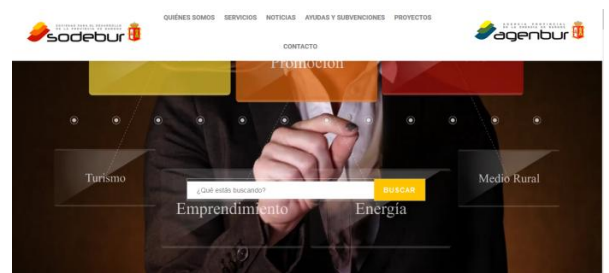 QUIÉNES SOMOS SERVICIOS NOTICIAS AYUDAS Y SUBVENCIONES PROYECTOS
CONTACTO
sodebur
agenbur
Promoción
Turismo
Medio Rural
¿Qué estás buscando?
BUSCAR
Emprendimiento
Energía